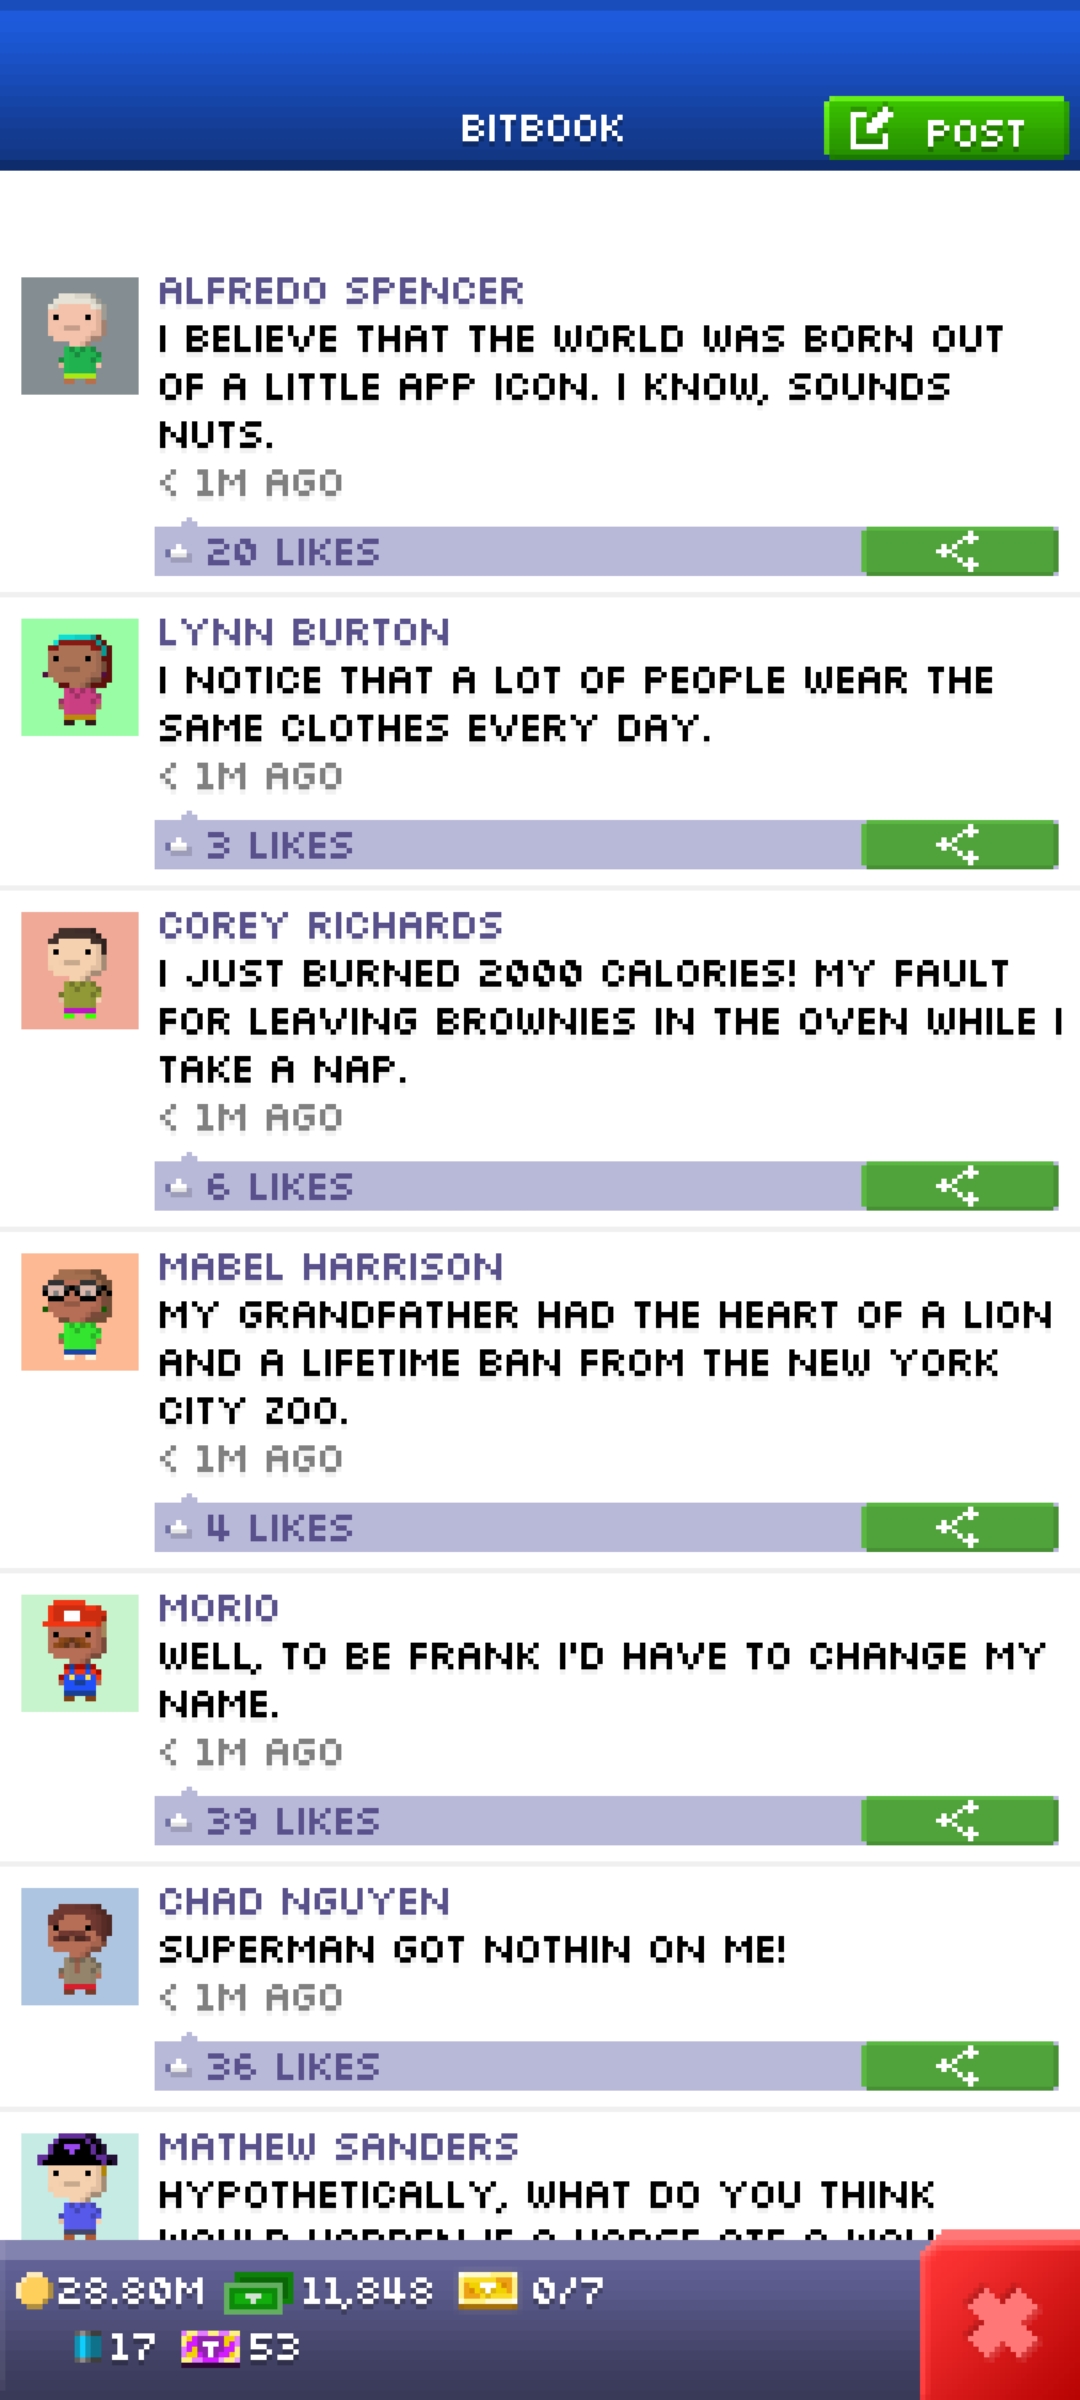 BITBOOK
POST
ALFREDO SPENCER
I BELIEVE THAT THE WORLD WAS BORN OUT
OF A LITTLE APP ICON. I KNOW, SOUNDS
NUTS.
< 1M AGO
20 LIKES
LYNN BURTON
I NOTICE THAT A LOT OF PEOPLE WEAR THE
SAME CLOTHES EVERY DAY.
< 1M AGO
3 LIKES
COREY RICHARDS
I JUST BURNED 2000 CALORIES! MY FAULT
FOR LEAVING BROWNIES IN THE OVEN WHILE I
TAKE A NAP.
< 1M AGO
6 LIKES
MABEL HARRISON
MY GRANDFATHER HAD THE HEART OF A LION
AND A LIFETIME BAN FROM THE NEW YORK
CITY ZOO.
< 1M AGO
4 LIKES
MORIO
WELL, TO BE FRANK I'D HAVE TO CHANGE MY
NAME.
< 1M AGO
39 LIKES
CHAD NGUYEN
SUPERMAN GOT NOTHIN ON ME!
< 1M AGO
36 LIKES
MATHEW SANDERS
HYPOTHETICALLY, WHAT DO YOU THINK
WOULD HAPPEN IF A HORSE ATE A
28.80M 11,848 0/7
17 53